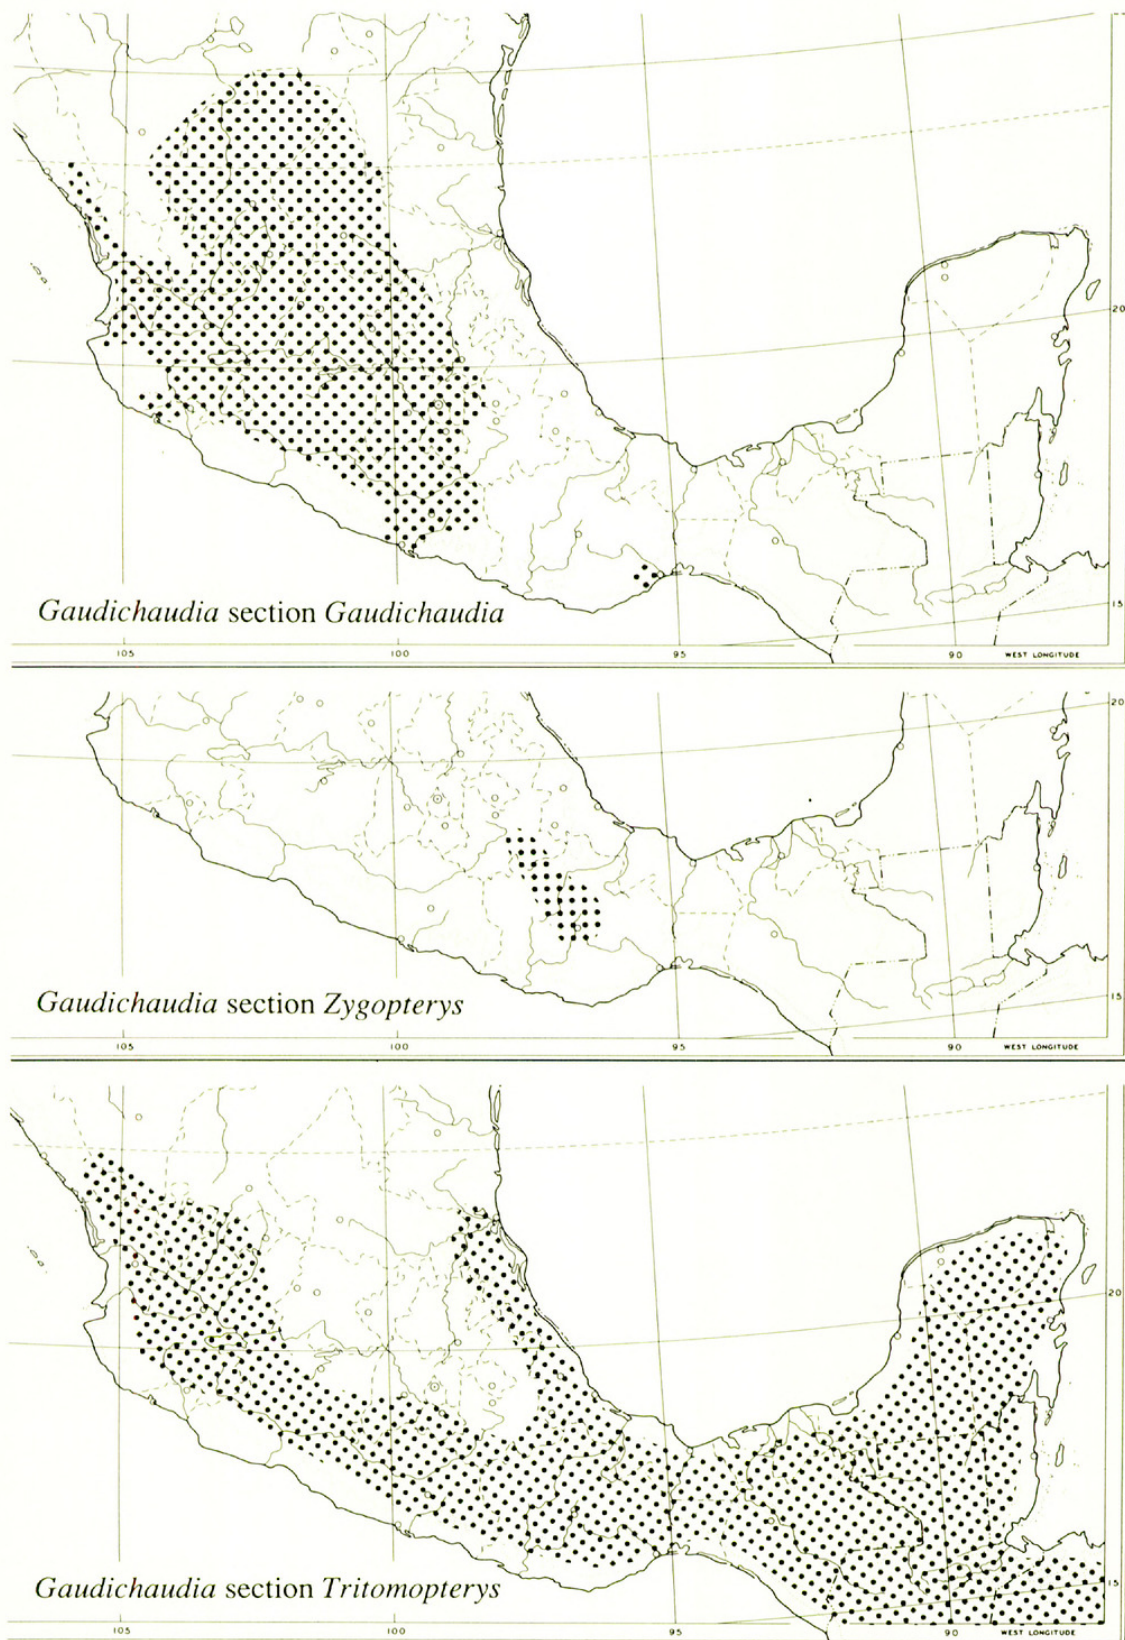 20
15
Gaudichaudia section Gaudichaudia
105 100 95 90 WEST LONGITUDE
20
15
Gaudichaudia section Zygopterys
105 100 95 90 WEST LONGITUDE
20
15
Gaudichaudia section Tritomopterys
105 100 95 90 WEST LONGITUDE